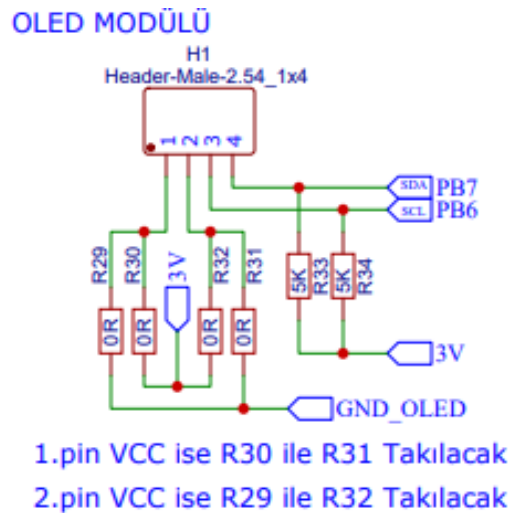 OLED MODÜLÜ
H1
Header-Male-2.54_1x4
1 2 3 4
SDA PB7
SCL PB6
R29 R30 3V R32 R31 R33 R34
0R 0R 0R 0R 5K 5K
3V
GND_OLED
1.pin VCC ise R30 ile R31 Takılacak
2.pin VCC ise R29 ile R32 Takılacak